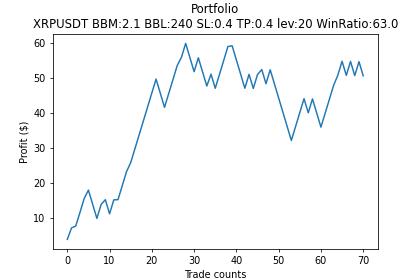 Portfolio
XRPUSDT BBM:2.1 BBL:240 SL:0.4 TP:0.4 lev:20 WinRatio:63.0
60
50
40
30
20
10
Profit ($)
0 10 20 30 40 50 60 70
Trade counts